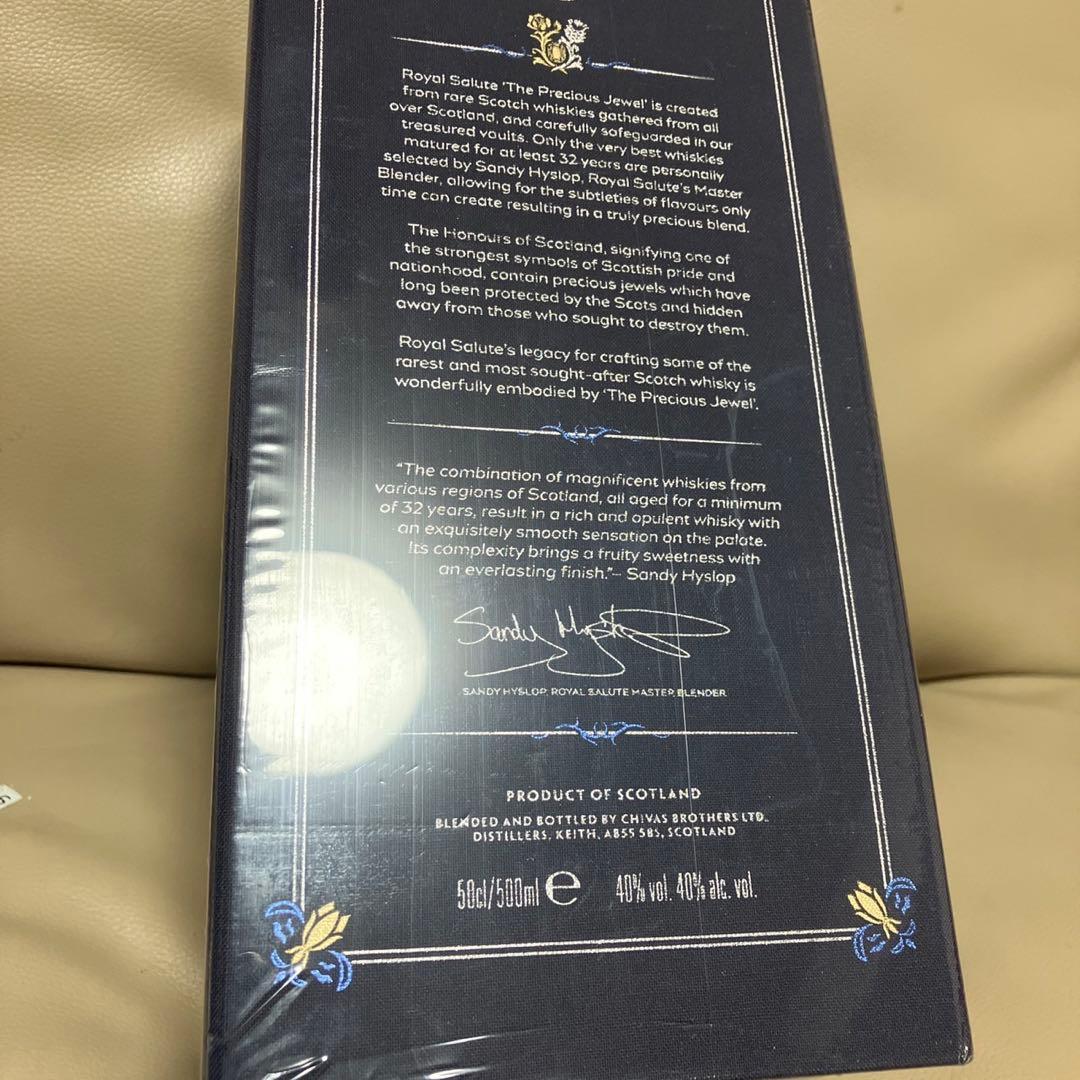 Royal Salute 'The Precious Jewel' is created
from rare Scotch whiskies gathered from all
over Scotland, and carefully safeguarded in our
treasured vaults. Only the very best whiskies
matured for at least 32 years are personally
selected by Sandy Hyslop, Royal Salute's Master
Blender, allowing for the subtleties of flavours only
time can create resulting in a truly precious blend.
The Honours of Scotland, signifying one of
the strongest symbols of Scottish pride and
nationhood, contain precious jewels which have
long been protected by the Scots and hidden
away from those who sought to destroy them.
Royal Salute's legacy for crafting some of the
rarest and most sought-after Scotch whisky is
wonderfully embodied by 'The Precious Jewel'.
"The combination of magnificent whiskies from
various regions of Scotland, all aged for a minimum
of 32 years, result in a rich and opulent whisky with
an exquisitely smooth sensation on the palate.
Its complexity brings a fruity sweetness with
an everlasting finish."– Sandy Hyslop
Sandy Hyslop
SANDY HYSLOP, ROYAL SALUTE MASTER BLENDER
PRODUCT OF SCOTLAND
BLENDED AND BOTTLED BY CHIVAS BROTHERS LTD.
DISTILLERS, KEITH, AB55 5BS, SCOTLAND
50cl/500ml e 40% vol. 40% alc. vol.